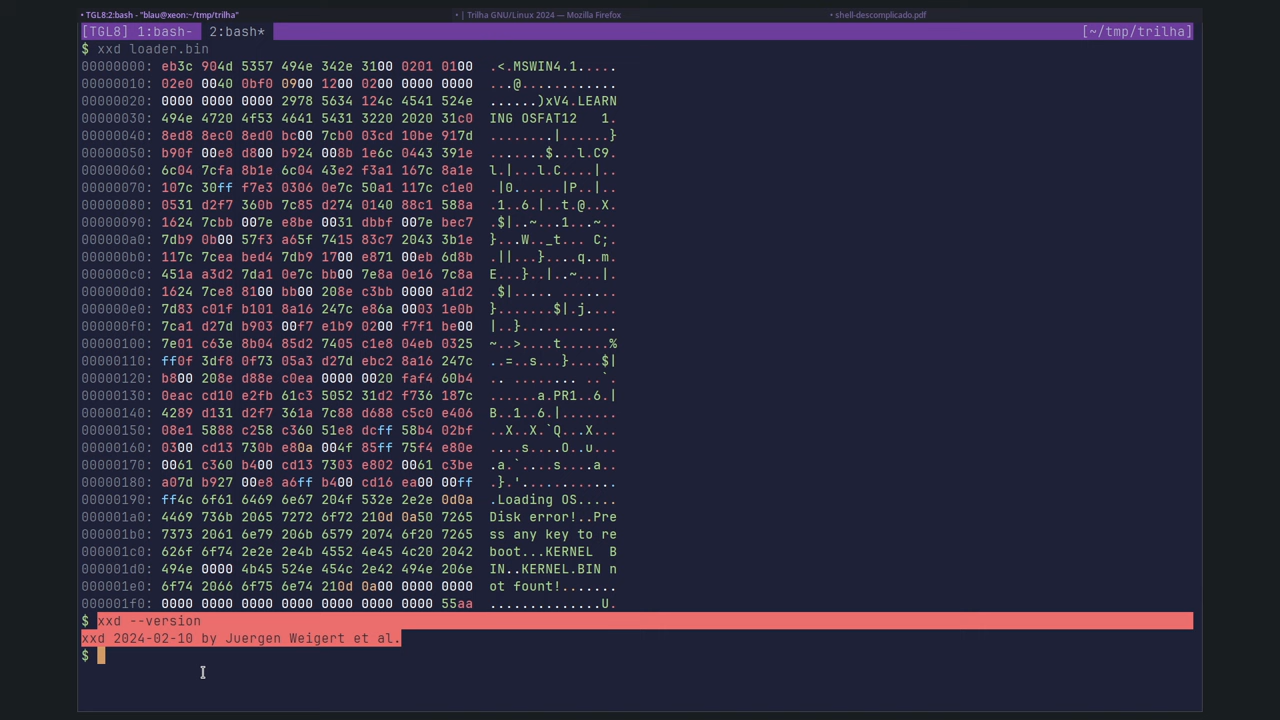 • TGL8:2:bash - "blau@xeon:~/tmp/trilha"
• | Trilha GNU/Linux 2024 — Mozilla Firefox
• shell-descomplicado.pdf
[TGL8] 1:bash- 2:bash* [~/tmp/trilha]
$ xxd loader.bin
00000000: eb3c 904d 5357 494e 342e 3100 0201 0100 .<.MSWIN4.1.....
00000010: 02e0 0040 0bf0 0900 1200 0200 0000 0000 ...@............
00000020: 0000 0000 0000 2978 5634 124c 4541 524e ......)xV4.LEARN
00000030: 494e 4720 4f53 4641 5431 3220 2020 31c0 ING OSFAT12   1.
00000040: 8ed8 8ec0 8ed0 bc00 7cb0 03cd 10be 917d ........|......}
00000050: b90f 00e8 d800 b924 008b 1e6c 0443 391e .......$...l.C9.
00000060: 6c04 7cfa 8b1e 6c04 43e2 f3a1 167c 8a1e l.|...l.C....|..
00000070: 107c 30ff f7e3 0306 0e7c 50a1 117c c1e0 .|0......|P..|..
00000080: 0531 d2f7 360b 7c85 d274 0140 88c1 588a .1..6.|..t.@..X.
00000090: 1624 7cbb 007e e8be 0031 dbbf 007e bec7 .$|..~...1...~..
000000a0: 7db9 0b00 57f3 a65f 7415 83c7 2043 3b1e }...W.._t... C;.
000000b0: 117c 7cea bed4 7db9 1700 e871 00eb 6d8b .||...}....q..m.
000000c0: 451a a3d2 7da1 0e7c bb00 7e8a 0e16 7c8a E...}..|..~...|.
000000d0: 1624 7ce8 8100 bb00 208e c3bb 0000 a1d2 .$|..... .......
000000e0: 7d83 c01f b101 8a16 247c e86a 0003 1e0b }.......$|.j....
000000f0: 7ca1 d27d b903 00f7 e1b9 0200 f7f1 be00 |..}............
00000100: 7e01 c63e 8b04 85d2 7405 c1e8 04eb 0325 ~..>....t......%
00000110: ff0f 3df8 0f73 05a3 d27d ebc2 8a16 247c ..=..s...}....$|
00000120: b800 208e d88e c0ea 0000 0020 faf4 60b4 .. ........ ..`.
00000130: 0eac cd10 e2fb 61c3 5052 31d2 f736 187c ......a.PR1..6.|
00000140: 4289 d131 d2f7 361a 7c88 d688 c5c0 e406 B..1..6.|.......
00000150: 08e1 5888 c258 c360 51e8 dcff 58b4 02bf ..X..X.`Q...X...
00000160: 0300 cd13 730b e80a 004f 85ff 75f4 e80e ....s....O..u...
00000170: 0061 c360 b400 cd13 7303 e802 0061 c3be .a.`....s....a..
00000180: a07d b927 00e8 a6ff b400 cd16 ea00 00ff .}.'............
00000190: ff4c 6f61 6469 6e67 204f 532e 2e2e 0d0a .Loading OS.....
000001a0: 4469 736b 2065 7272 6f72 210d 0a50 7265 Disk error!..Pre
000001b0: 7373 2061 6e79 206b 6579 2074 6f20 7265 ss any key to re
000001c0: 626f 6f74 2e2e 2e4b 4552 4e45 4c20 2042 boot...KERNEL  B
000001d0: 494e 0000 4b45 524e 454c 2e42 494e 206e IN..KERNEL.BIN n
000001e0: 6f74 2066 6f75 6e74 210d 0a00 0000 0000 ot fount!.......
000001f0: 0000 0000 0000 0000 0000 0000 0000 55aa ..............U.
$ xxd --version
xxd 2024-02-10 by Juergen Weigert et al.
$